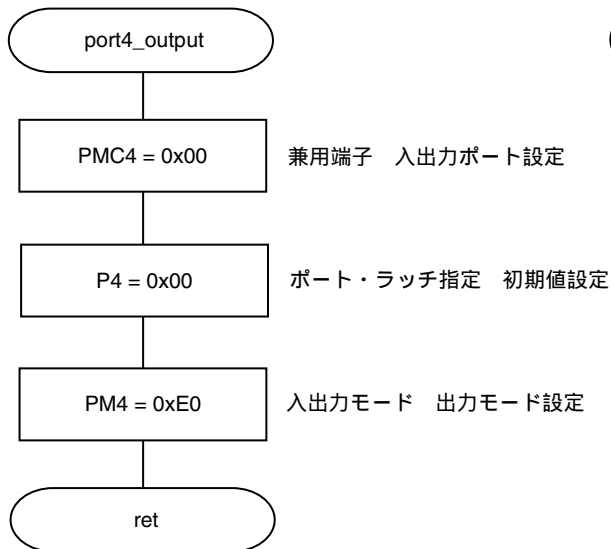 port4_output
PMC4 = 0x00 兼用端子　入出力ポート設定
P4 = 0x00 ポート・ラッチ指定　初期値設定
PM4 = 0xE0 入出力モード　出力モード設定
ret